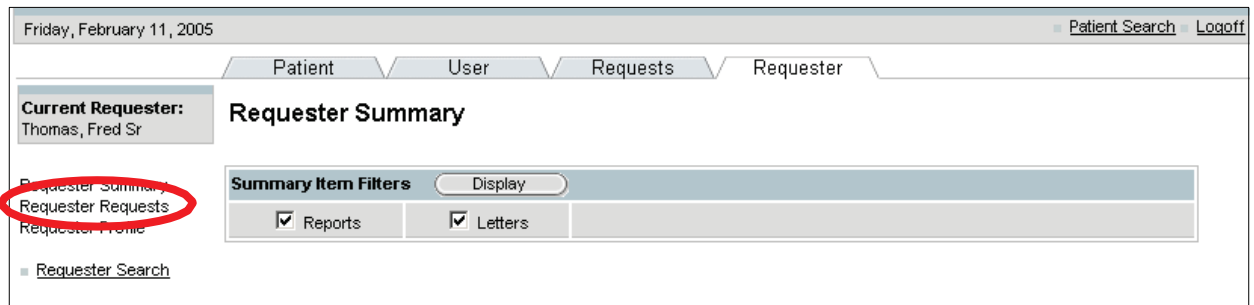 Friday, February 11, 2005 Patient Search Logoff
Patient User Requests Requester
Current Requester:
Thomas, Fred Sr
Requester Summary
Requester Summary
Requester Requests
Requester Profile
Requester Search
Summary Item Filters Display
Reports Letters